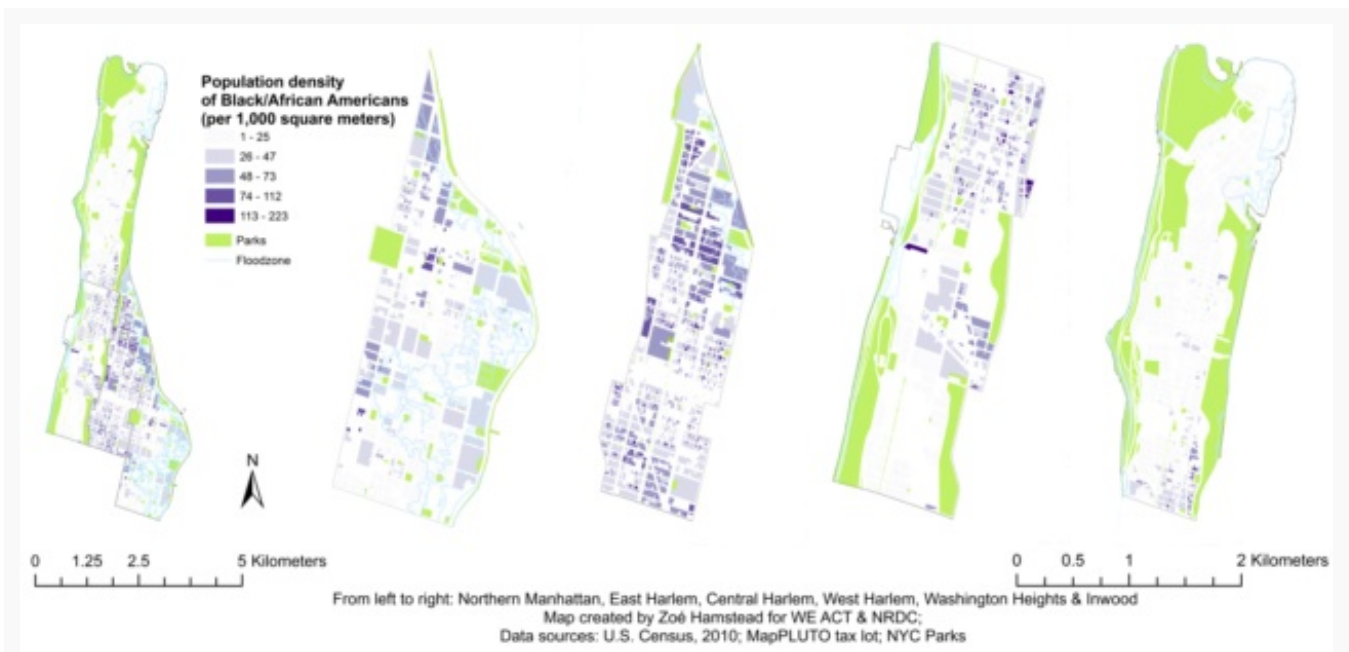 Population density
of Black/African Americans
(per 1,000 square meters)
1 - 25
26 - 47
48 - 73
74 - 112
113 - 223
Parks
Floodzone
N
0 1.25 2.5 5 Kilometers
0 0.5 1 2 Kilometers
From left to right: Northern Manhattan, East Harlem, Central Harlem, West Harlem, Washington Heights & Inwood
Map created by Zoé Hamstead for WE ACT & NRDC;
Data sources: U.S. Census, 2010; MapPLUTO tax lot; NYC Parks